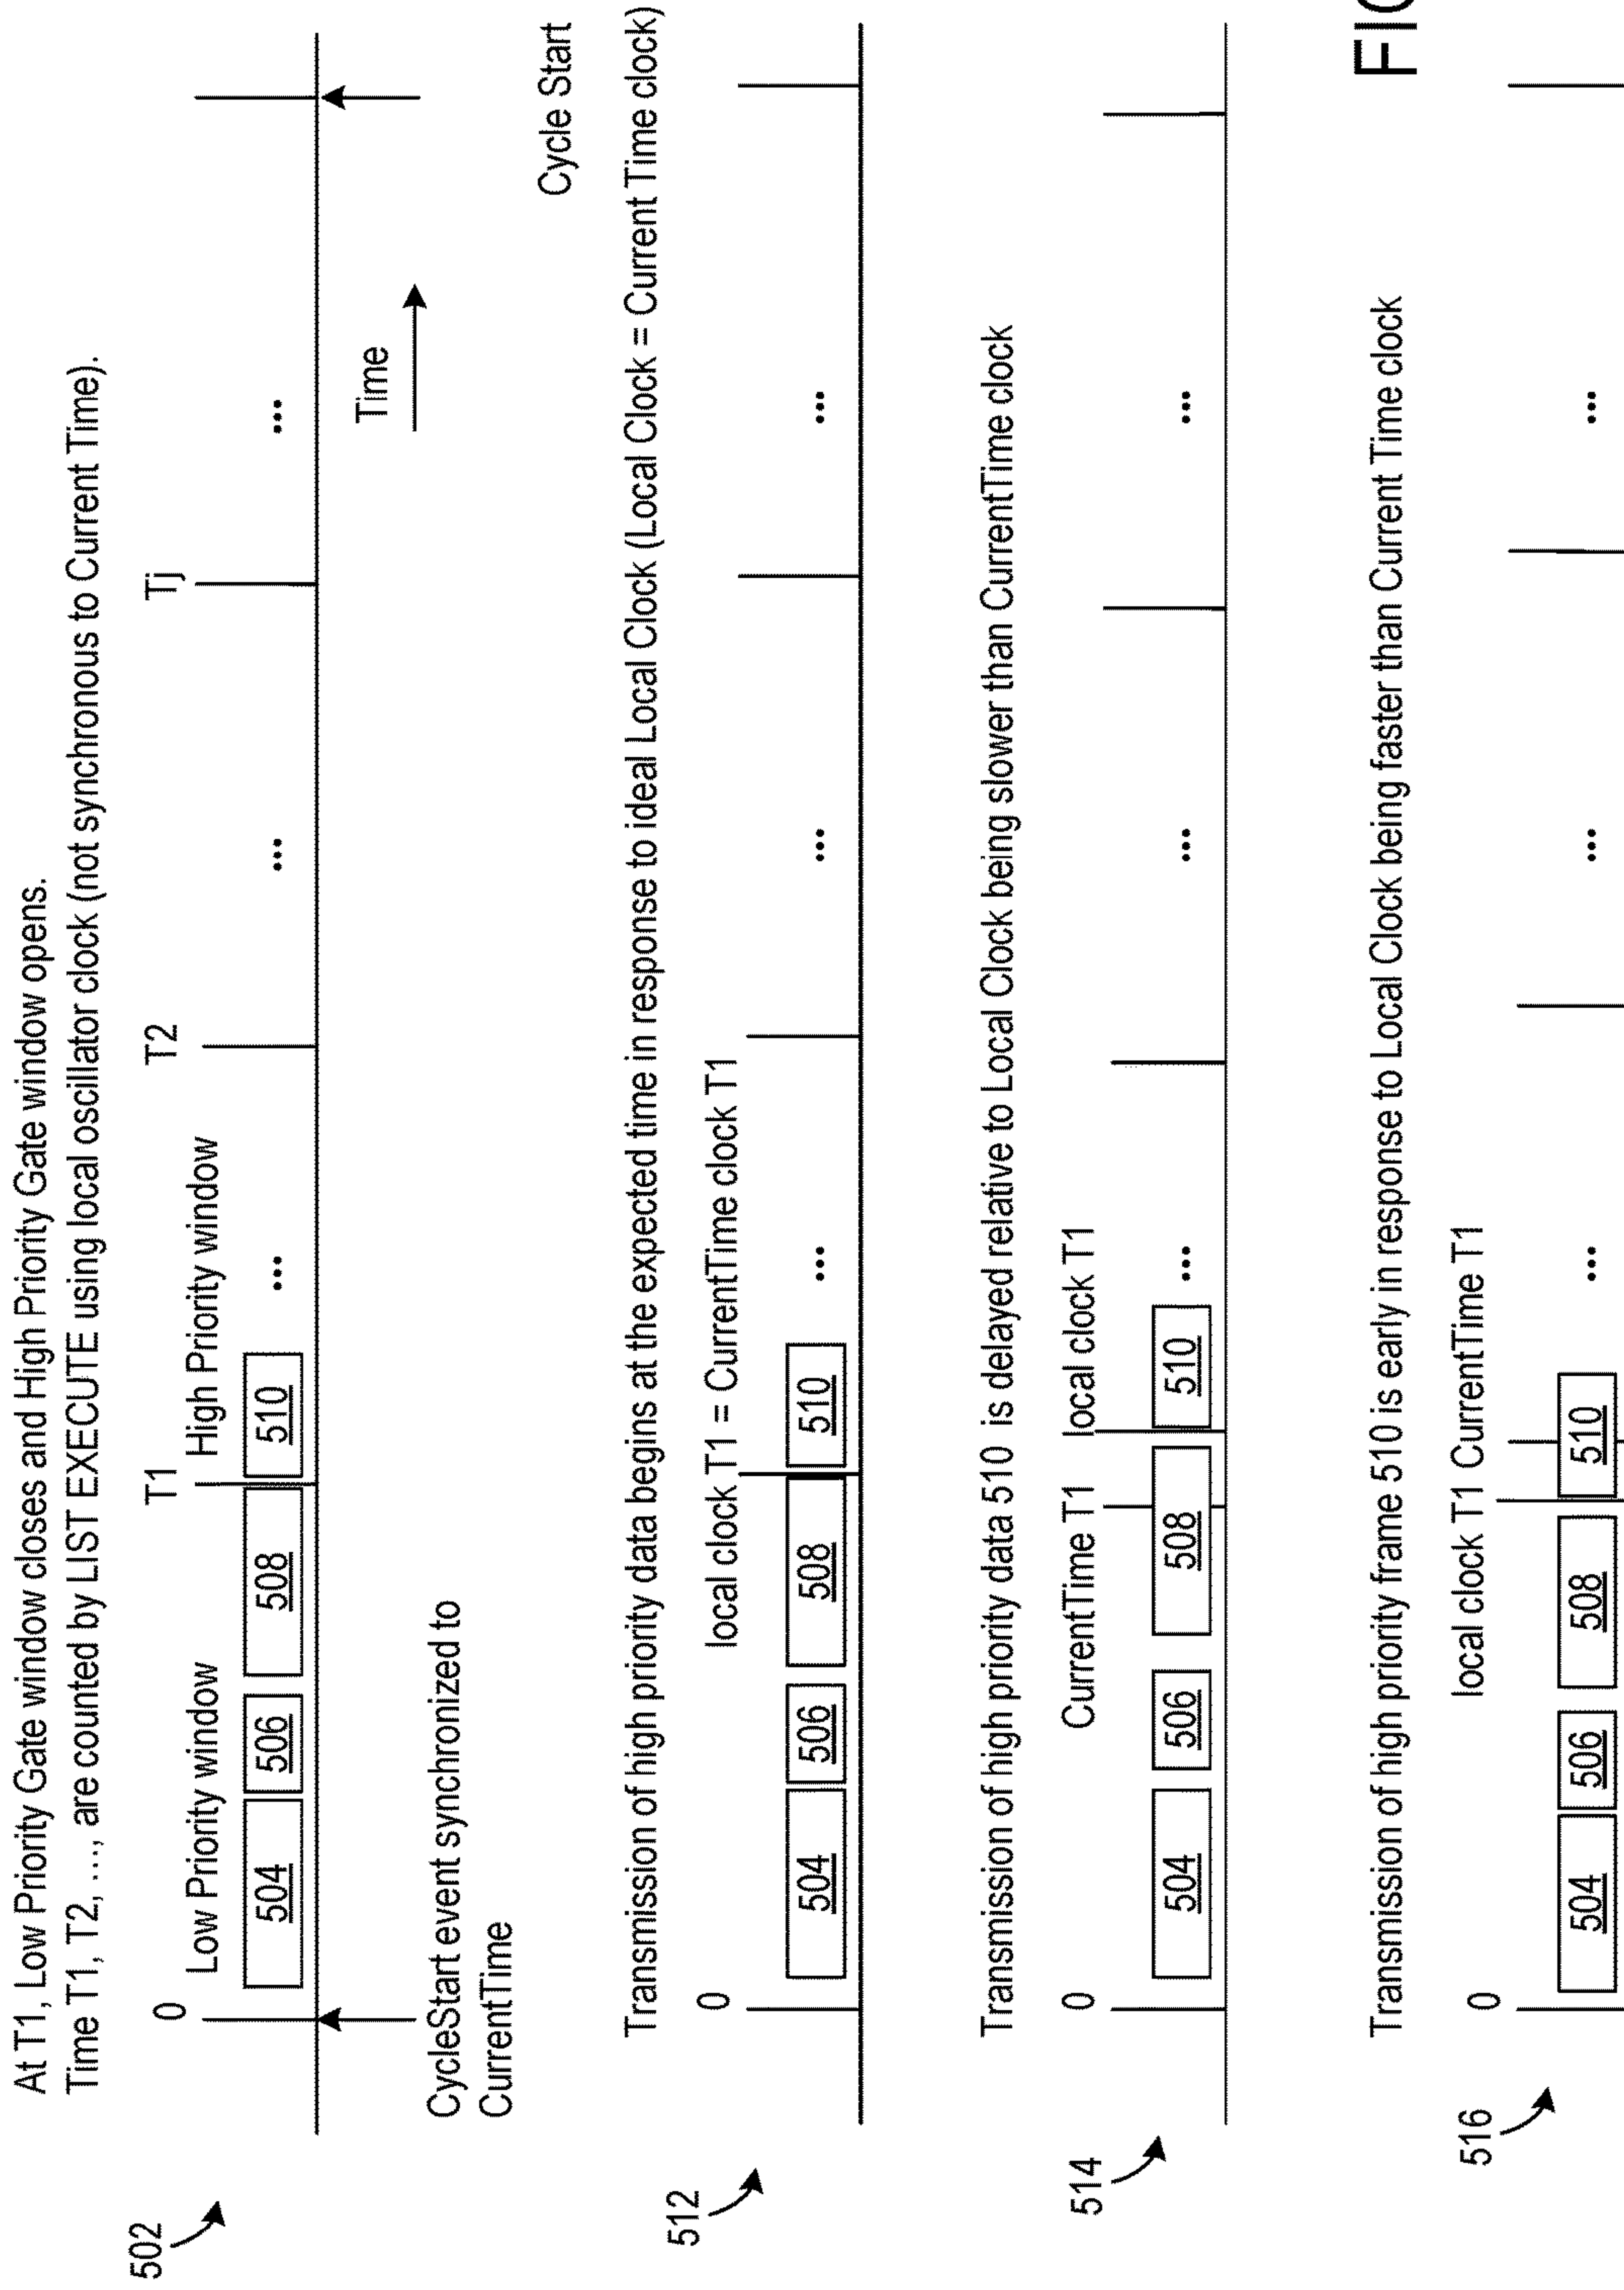 At T1, Low Priority Gate window closes and High Priority Gate window opens.
Time T1, T2, ..., are counted by LIST EXECUTE using local oscillator clock (not synchronous to Current Time).
502
0
T1
T2
Tj
Low Priority window
High Priority window
504
506
508
510
...
...
...
Time
CycleStart event synchronized to
CurrentTime
Cycle Start
Transmission of high priority data begins at the expected time in response to ideal Local Clock (Local Clock = Current Time clock)
512
0
local clock T1 = CurrentTime clock T1
504
506
508
510
...
...
...
Transmission of high priority data 510 is delayed relative to Local Clock being slower than CurrentTime clock
514
0
CurrentTime T1
local clock T1
504
506
508
510
...
...
...
Transmission of high priority frame 510 is early in response to Local Clock being faster than Current Time clock
516
0
local clock T1
CurrentTime T1
504
506
508
510
...
...
...